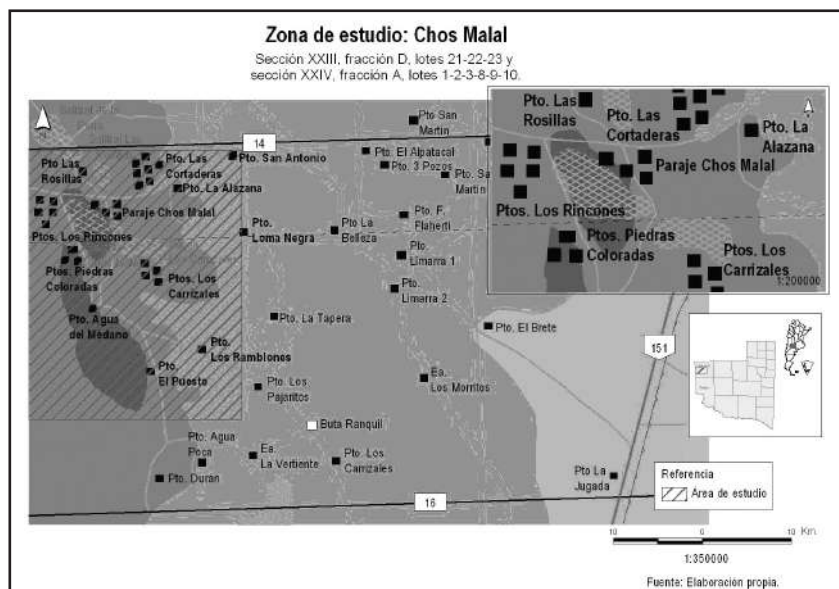 Zona de estudio: Chos Malal
Sección XXIII, fracción D, lotes 21-22-23 y
sección XXIV, fracción A, lotes 1-2-3-8-9-10.
14
Pto San
Martin
Pto. El Alpatacal
Pto. 3 Pozos
Martin
Pto Las
Rosillas
Pto. Las
Cortaderas
Pto. San Antonio
Pto. La Alazana
Paraje Chos Malal
Ptos. Los Rincones
Pto.
Loma Negra
Pto La
Belleza
Pto. F.
Flaherti
Pto.
Limarra 1
Pto.
Limarra 2
Ptos. Piedras
Coloradas
Ptos. Los
Carrizales
Pto. Agua
del Medano
Pto. La Tapera
Pto. El Brete
Pto.
Los Ramblones
Pto.
El Puesto
Pto. Los
Pajaritos
Ea.
Los Morritos
Buta Ranquil
Pto. Agua
Poca
Ea.
La Vertiente
Pto. Los
Carrizales
Pto. Duran
Pto La
Jugada
16
151
Pto. Las
Rosillas
Pto. Las
Cortaderas
Pto. La
Alazana
Paraje Chos Malal
Ptos. Los Rincones
Ptos. Piedras
Coloradas
Ptos. Los
Carrizales
1:200000
Referencia
Area de estudio
10 0 10 Km.
1:350000
Fuente: Elaboración propia.